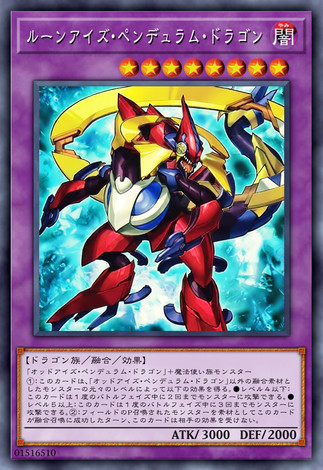 ルーンアイズ・ペンデュラム・ドラゴン
闇
【ドラゴン族／融合／効果】
「オッドアイズ・ペンデュラム・ドラゴン」＋魔法使い族モンスター
①：このカードは、「オッドアイズ・ペンデュラム・ドラゴン」以外の融合素材とし
たモンスターの元々のレベルによって以下の効果を得る。●レベル４以下：こ
のカードは１度のバトルフェイズ中に２回までモンスターに攻撃できる。●
レベル５以上：このカードは１度のバトルフェイズ中に３回までモンスターに
攻撃できる。②：フィールドのP召喚されたモンスターを素材としてこのカード
が融合召喚に成功したターン、このカードは相手の効果を受けない。
ATK/ 3000 DEF/2000
01516510